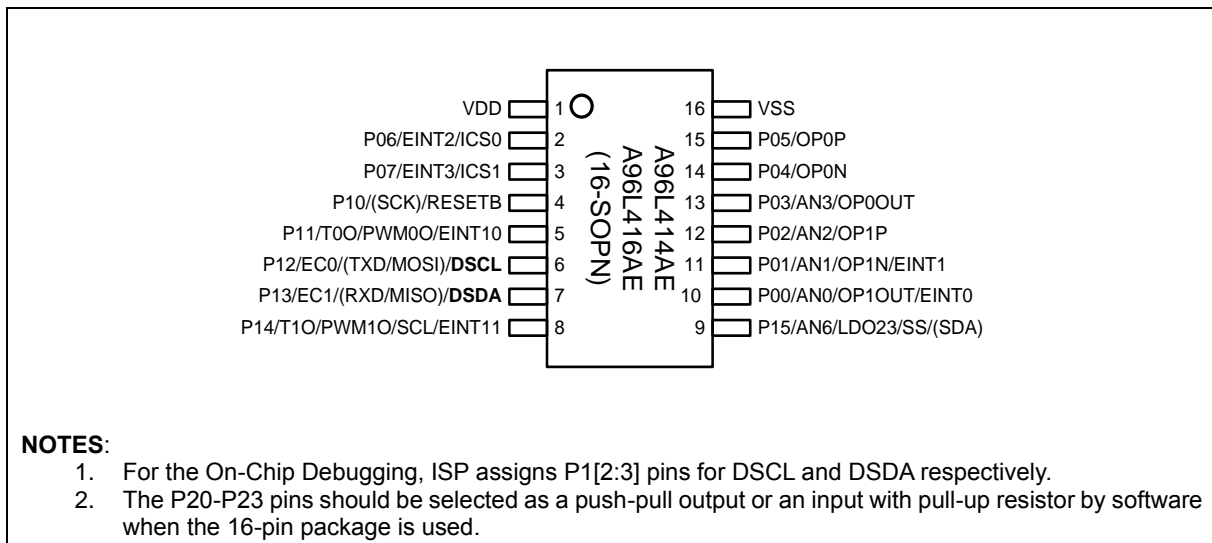 VDD 1 16 VSS
P06/EINT2/ICS0 2 15 P05/OP0P
P07/EINT3/ICS1 3 14 P04/OP0N
P10/(SCK)/RESETB 4 13 P03/AN3/OP0OUT
P11/T0O/PWM0O/EINT10 5 12 P02/AN2/OP1P
P12/EC0/(TXD/MOSI)/DSCL 6 11 P01/AN1/OP1N/EINT1
P13/EC1/(RXD/MISO)/DSDA 7 10 P00/AN0/OP1OUT/EINT0
P14/T1O/PWM1O/SCL/EINT11 8 9 P15/AN6/LDO23/SS/(SDA)
A96L414AE
A96L416AE
(16-SOPN)
NOTES:
1. For the On-Chip Debugging, ISP assigns P1[2:3] pins for DSCL and DSDA respectively.
2. The P20-P23 pins should be selected as a push-pull output or an input with pull-up resistor by software
when the 16-pin package is used.